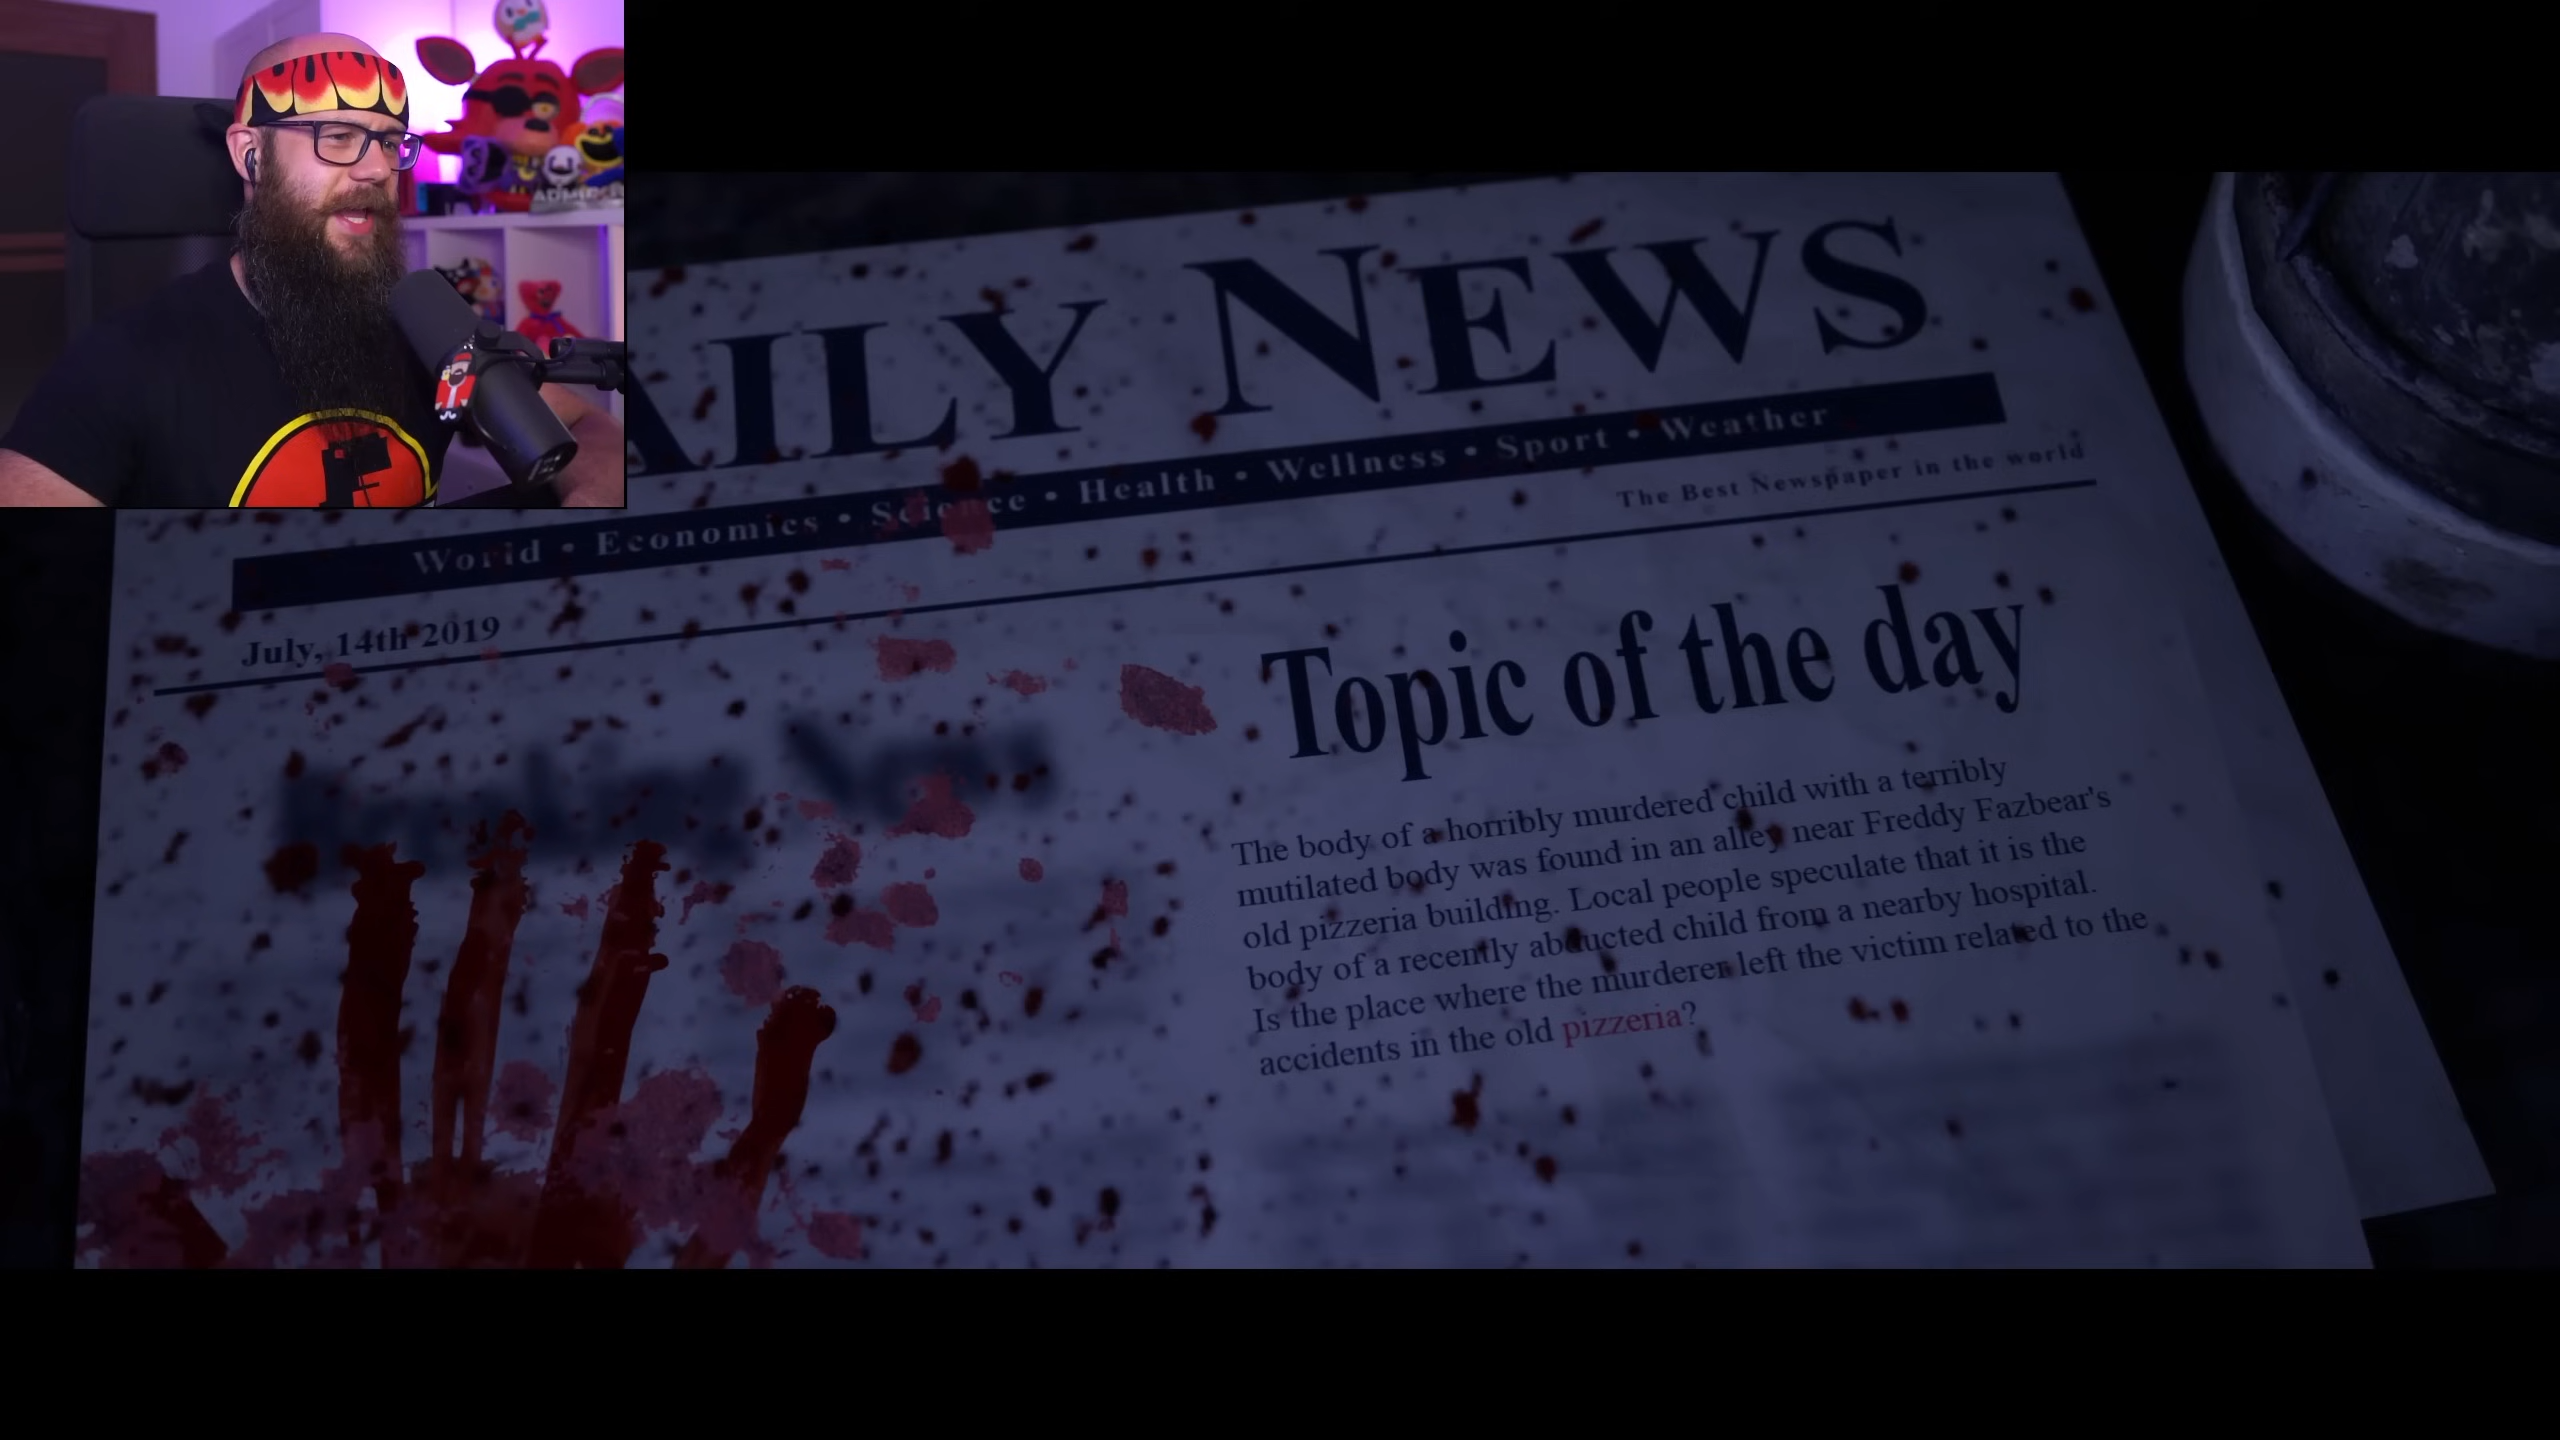 AILY NEWS
World • Economics • Science • Health • Wellness • Sport • Weather
The Best Newspaper in the world
July, 14th 2019
Topic of the day
The body of a horribly murdered child with a terribly
mutilated body was found in an alley near Freddy Fazbear's
old pizzeria building. Local people speculate that it is the
body of a recently abducted child from a nearby hospital.
Is the place where the murderer left the victim related to the
accidents in the old pizzeria?